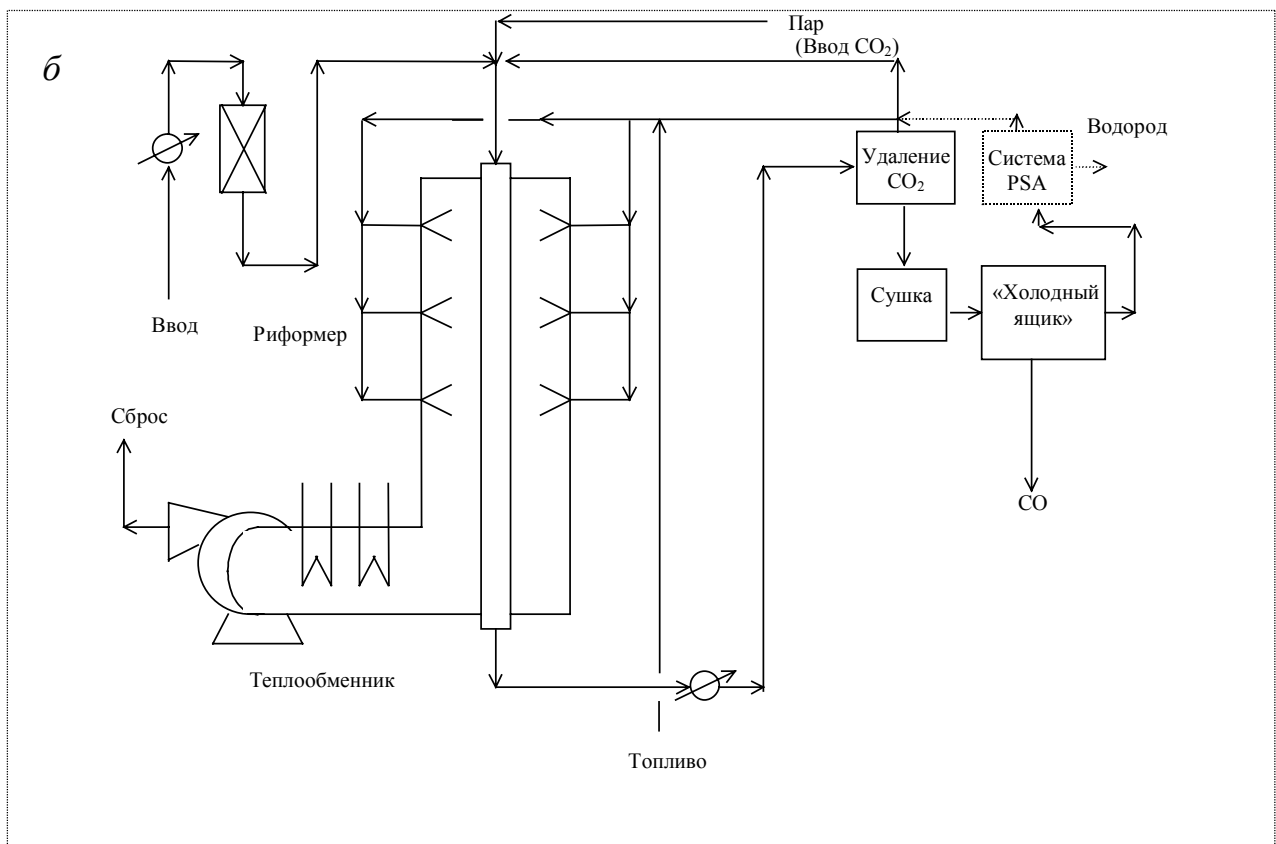 б
Пар
(Ввод CO₂)
Водород
Удаление
CO₂
Система
PSA
Сушка
«Холодный
ящик»
Ввод
Риформер
Сброс
CO
Теплообменник
Топливо